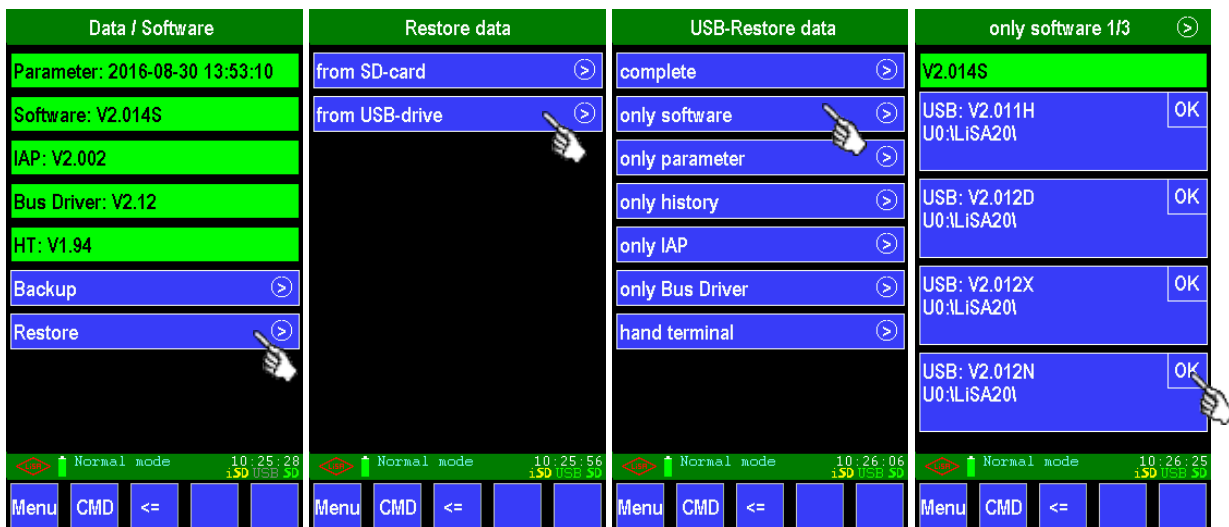 Data / Software
Parameter: 2016-08-30 13:53:10
Software: V2.014S
IAP: V2.002
Bus Driver: V2.12
HT: V1.94
Backup
Restore
Normal mode
10:25:28
iSD USB SD
Menu CMD <=
Restore data
from SD-card
from USB-drive
Normal mode
10:25:56
iSD USB SD
Menu CMD <=
USB-Restore data
complete
only software
only parameter
only history
only IAP
only Bus Driver
hand terminal
Normal mode
10:26:06
iSD USB SD
Menu CMD <=
only software 1/3
V2.014S
USB: V2.011H OK
U0:\LiSA20\
USB: V2.012D OK
U0:\LiSA20\
USB: V2.012X OK
U0:\LiSA20\
USB: V2.012N OK
U0:\LiSA20\
Normal mode
10:26:25
iSD USB SD
Menu CMD <=